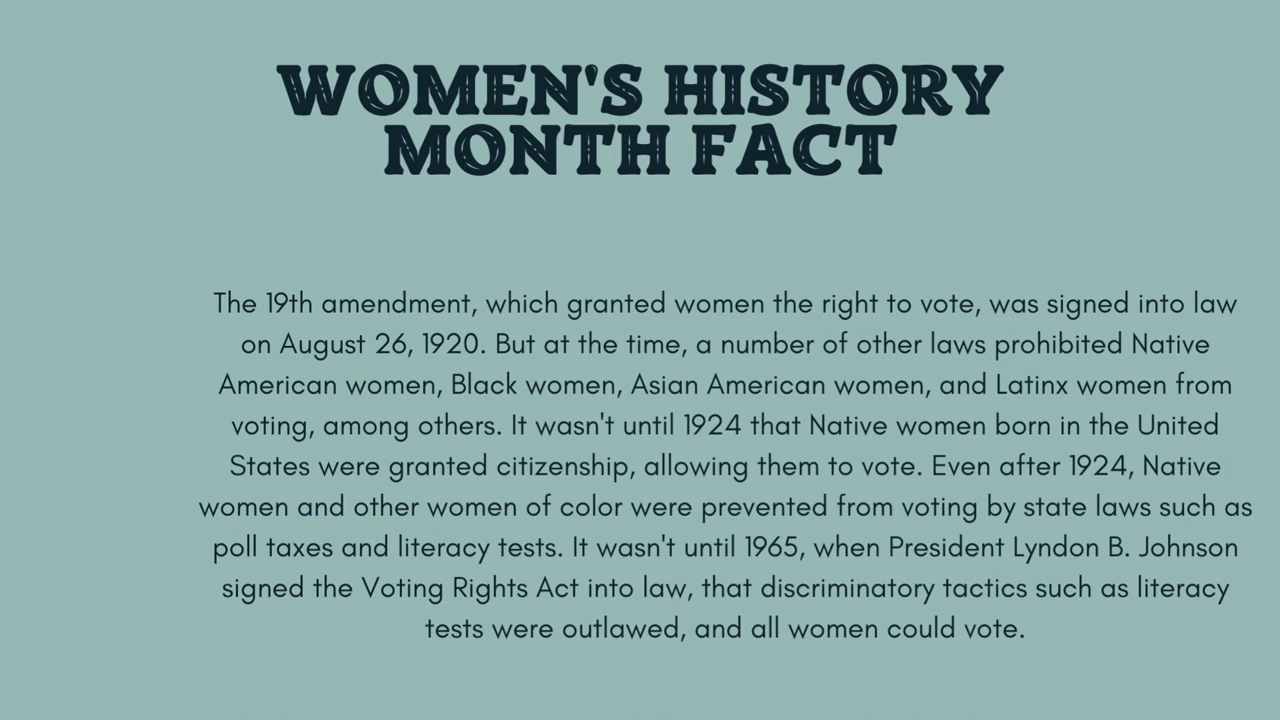 WOMEN'S HISTORY
MONTH FACT
The 19th amendment, which granted women the right to vote, was signed into law
on August 26, 1920. But at the time, a number of other laws prohibited Native
American women, Black women, Asian American women, and Latinx women from
voting, among others. It wasn't until 1924 that Native women born in the United
States were granted citizenship, allowing them to vote. Even after 1924, Native
women and other women of color were prevented from voting by state laws such as
poll taxes and literacy tests. It wasn't until 1965, when President Lyndon B. Johnson
signed the Voting Rights Act into law, that discriminatory tactics such as literacy
tests were outlawed, and all women could vote.